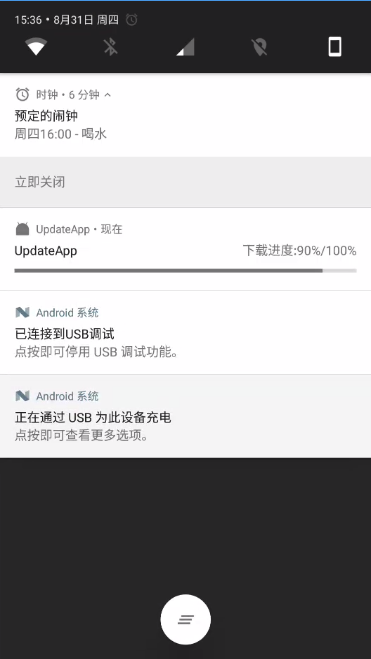 15:36 • 8月31日 周四
时钟 • 6 分钟
预定的闹钟
周四16:00 - 喝水
立即关闭
UpdateApp • 现在
UpdateApp 下载进度:90%/100%
Android 系统
已连接到USB调试
点按即可停用 USB 调试功能。
Android 系统
正在通过 USB 为此设备充电
点按即可查看更多选项。